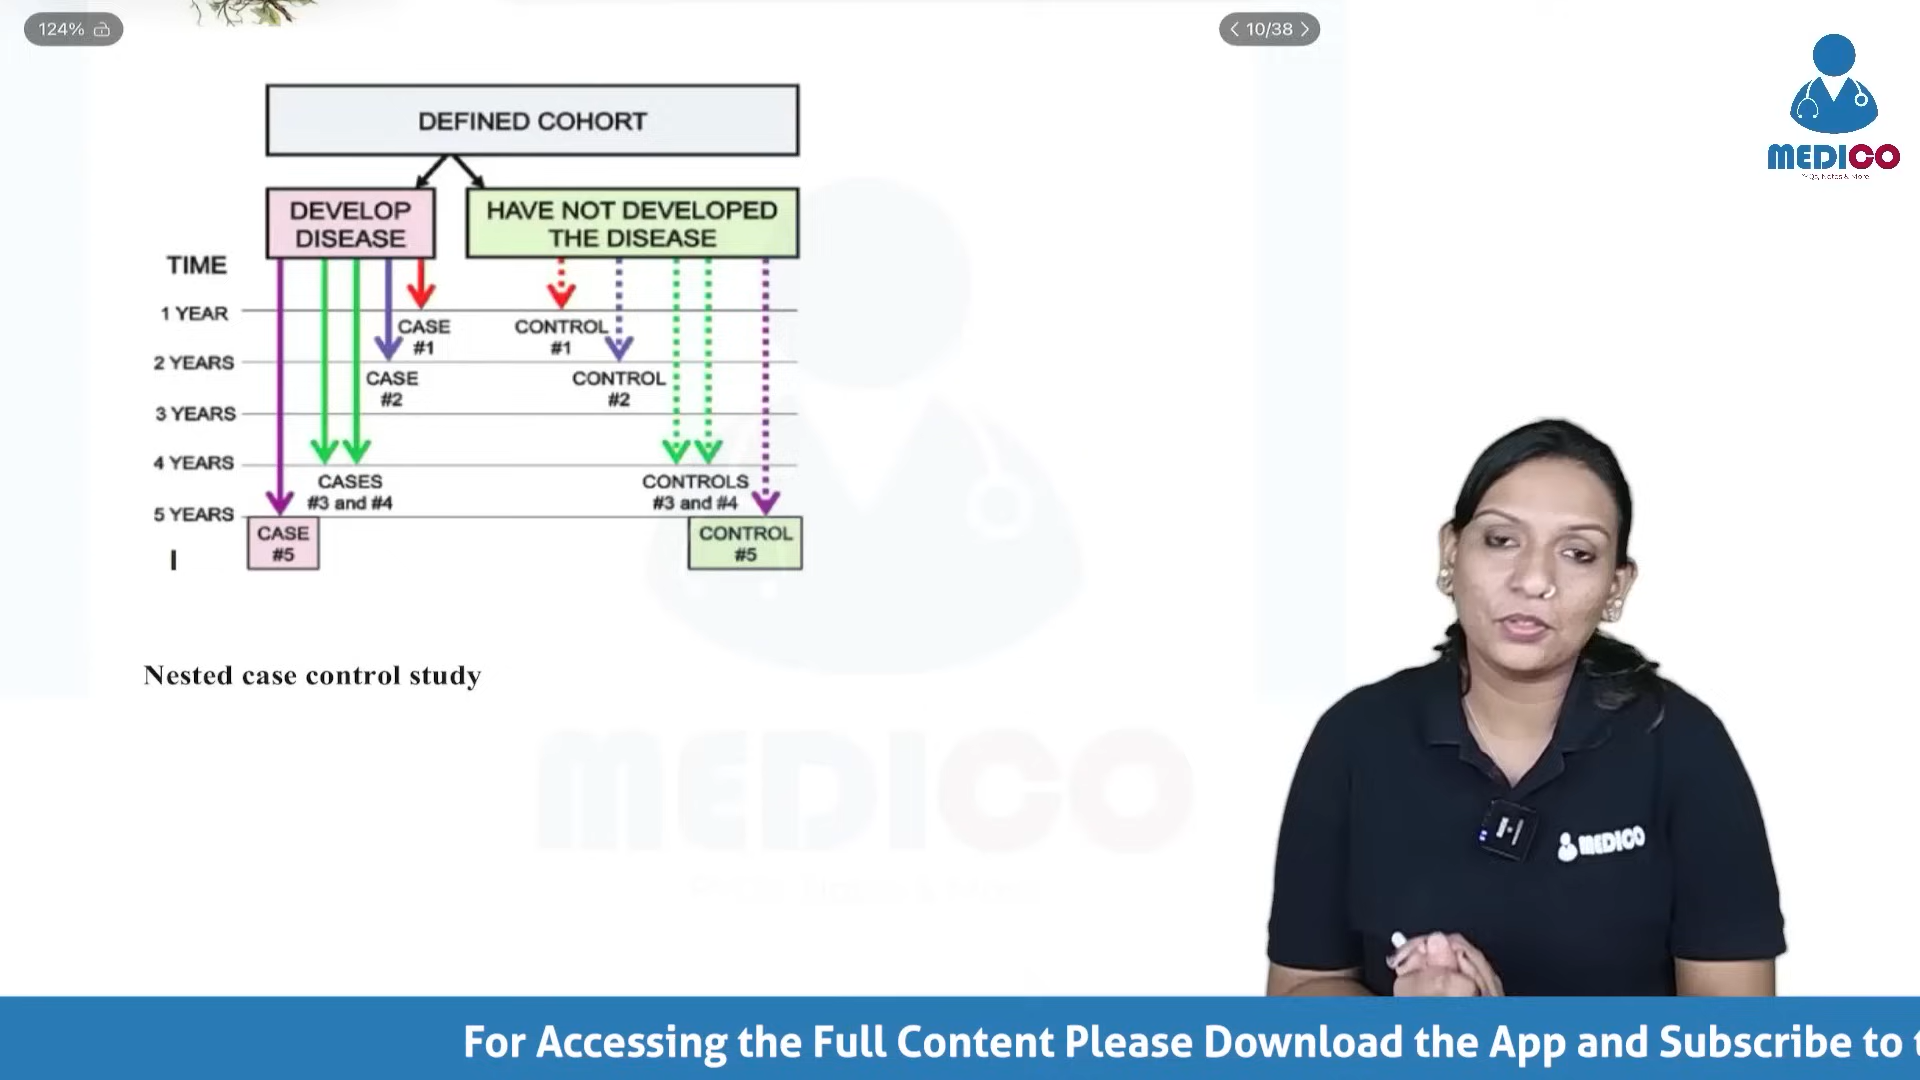 124%
10/38
MEDICO
DEFINED COHORT
DEVELOP
DISEASE
HAVE NOT DEVELOPED
THE DISEASE
TIME
1 YEAR
CASE
#1
CONTROL
#1
2 YEARS
CASE
#2
CONTROL
#2
3 YEARS
4 YEARS
CASES
#3 and #4
CONTROLS
#3 and #4
5 YEARS
CASE
#5
CONTROL
#5
Nested case control study
MEDICO
MEDICO
For Accessing the Full Content Please Download the App and Subscribe to